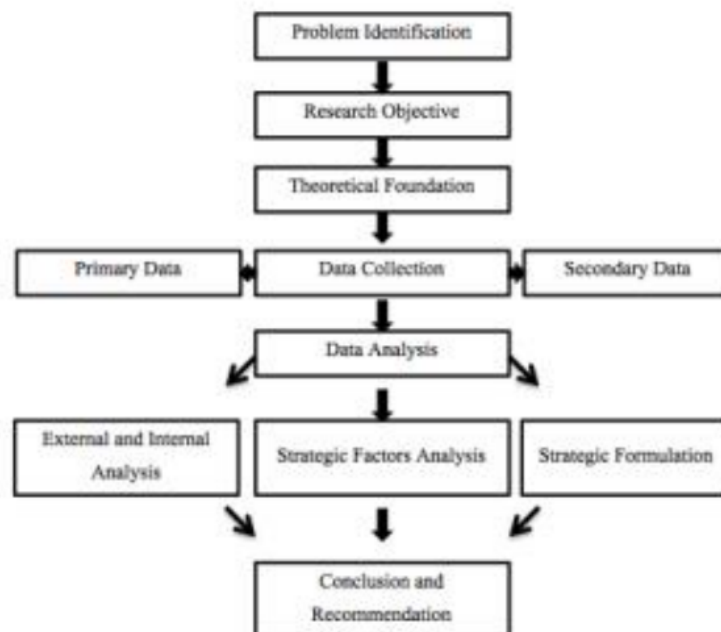 Problem Identification
Research Objective
Theoretical Foundation
Primary Data
Data Collection
Secondary Data
Data Analysis
External and Internal
Analysis
Strategic Factors Analysis
Strategic Formulation
Conclusion and
Recommendation